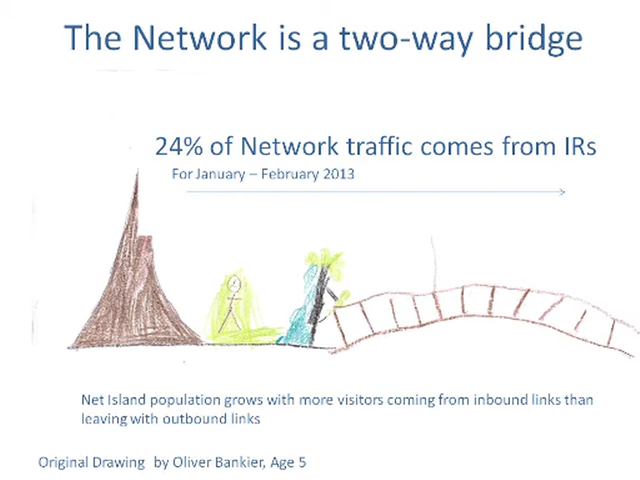 The Network is a two-way bridge
24% of Network traffic comes from IRs
For January – February 2013
Net Island population grows with more visitors coming from inbound links than
leaving with outbound links
Original Drawing by Oliver Bankier, Age 5